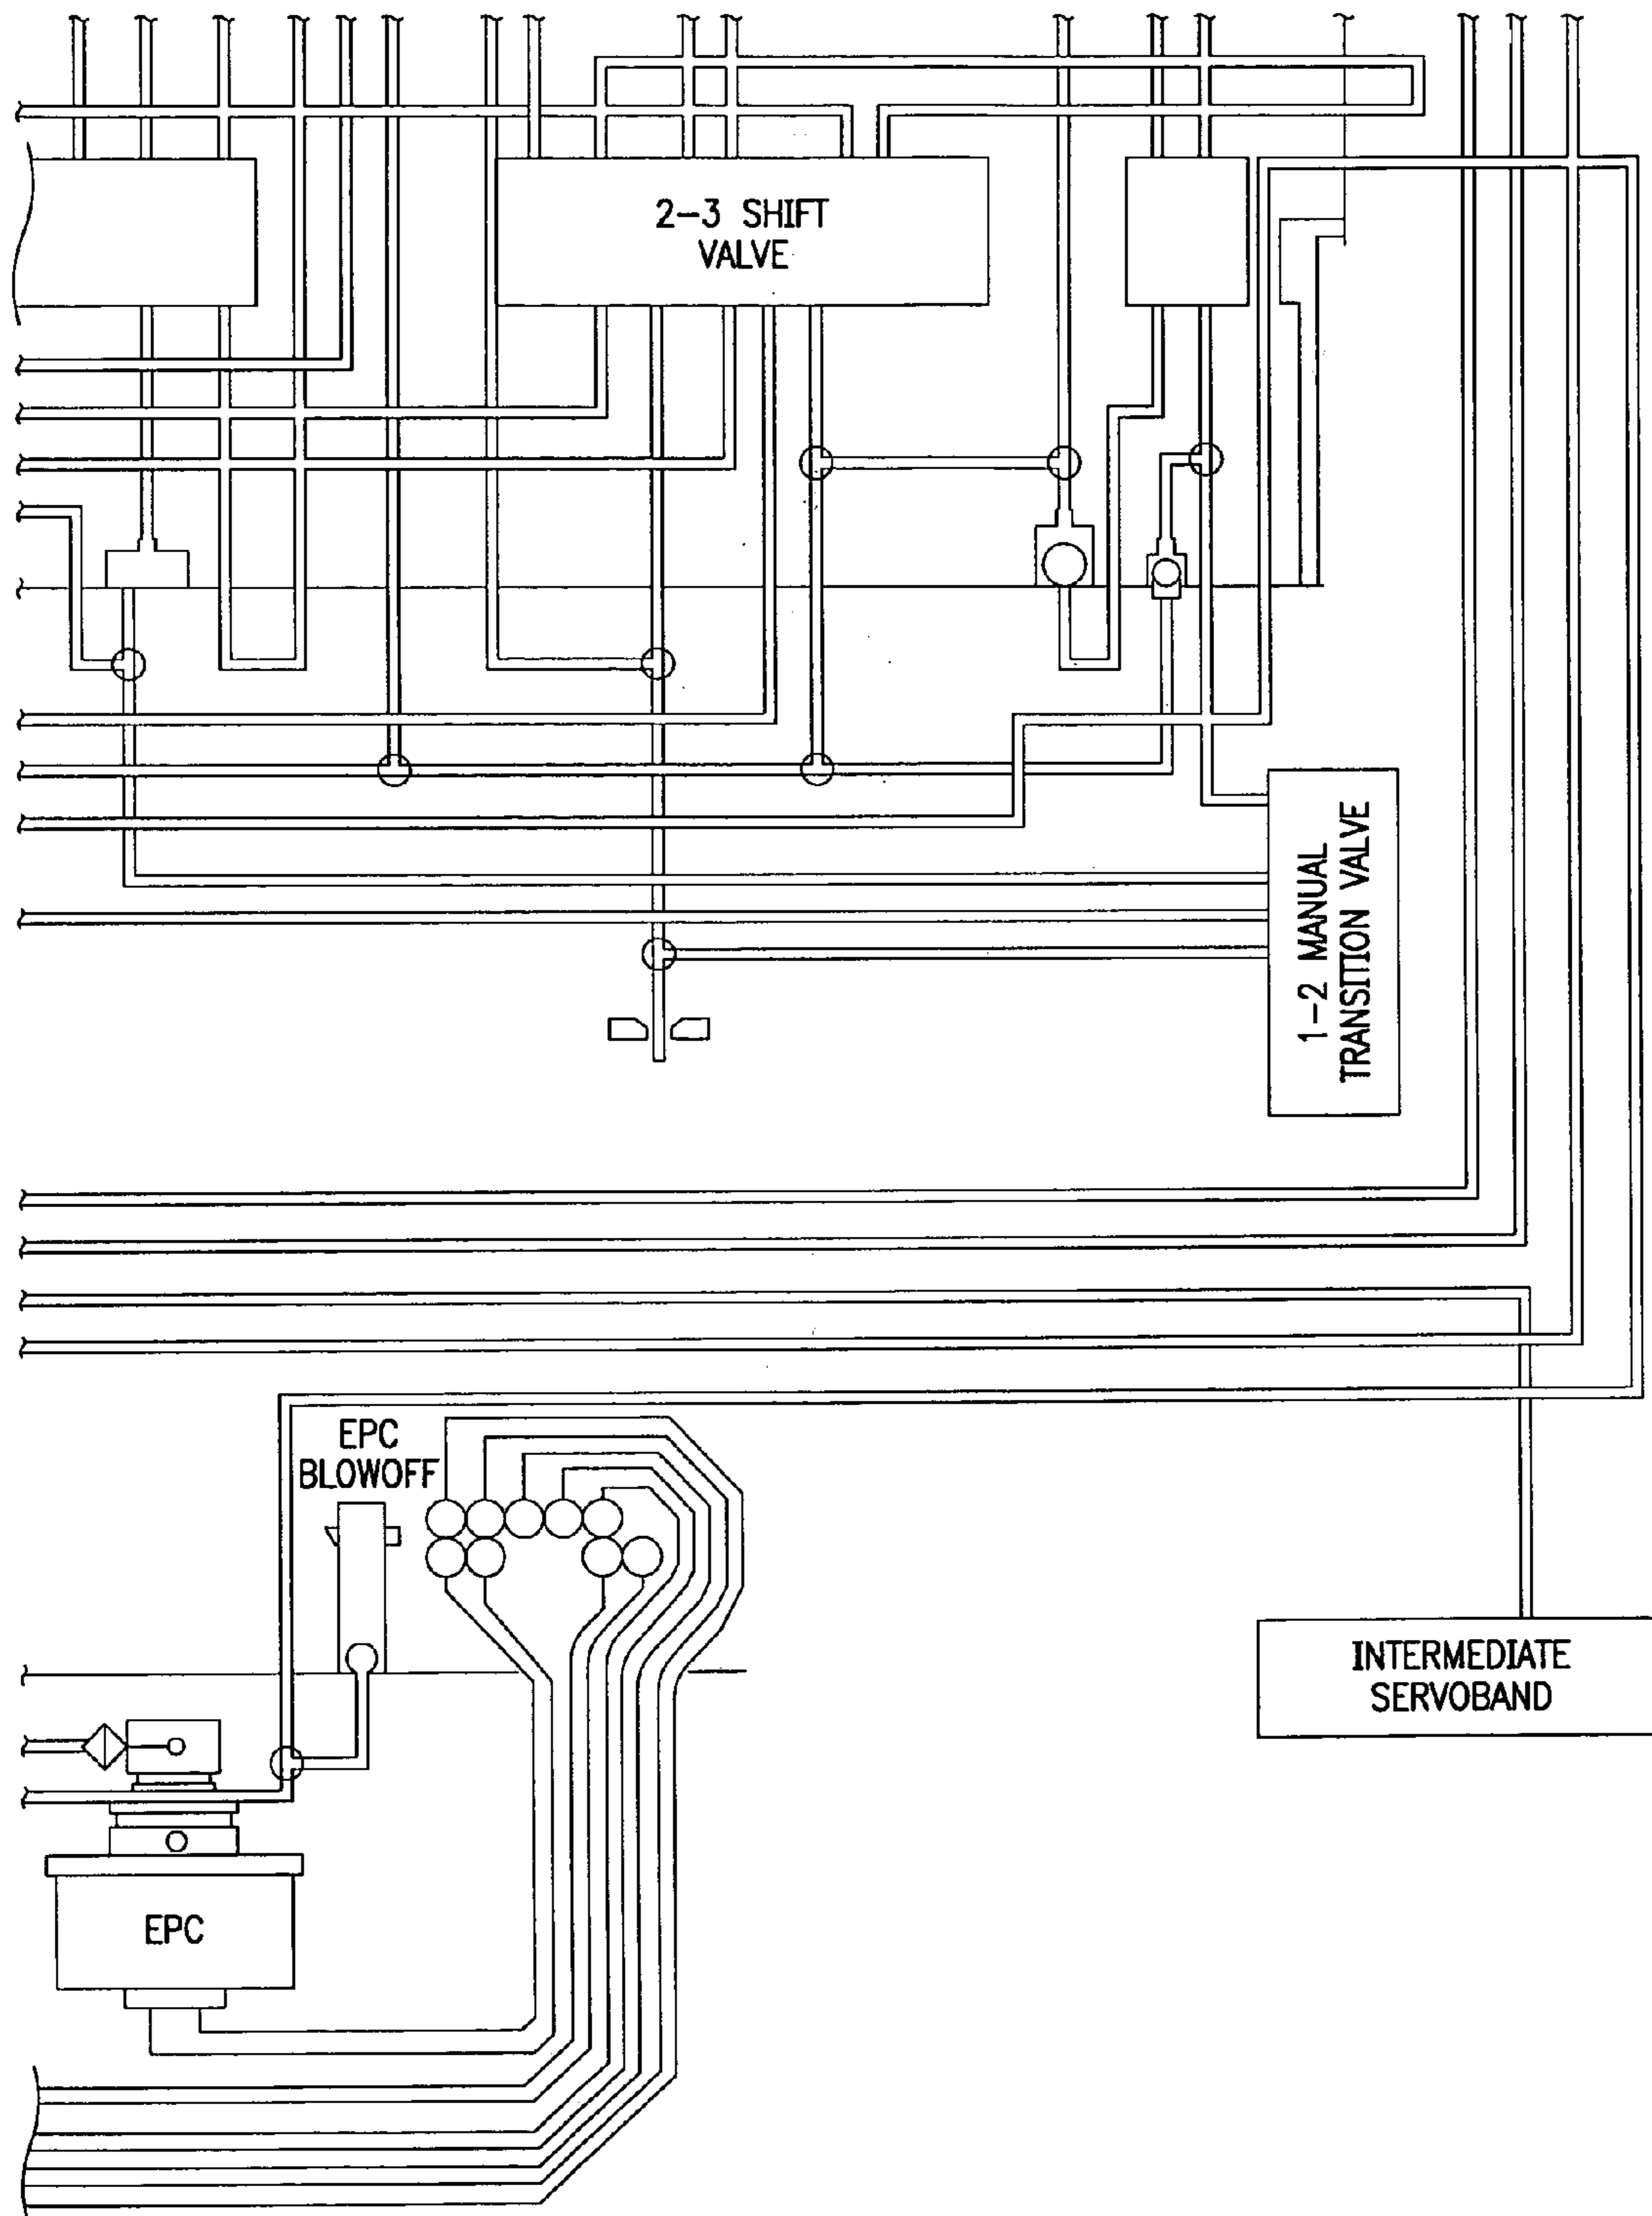 2-3 SHIFT
VALVE
1-2 MANUAL
TRANSITION VALVE
EPC
BLOWOFF
INTERMEDIATE
SERVOBAND
EPC